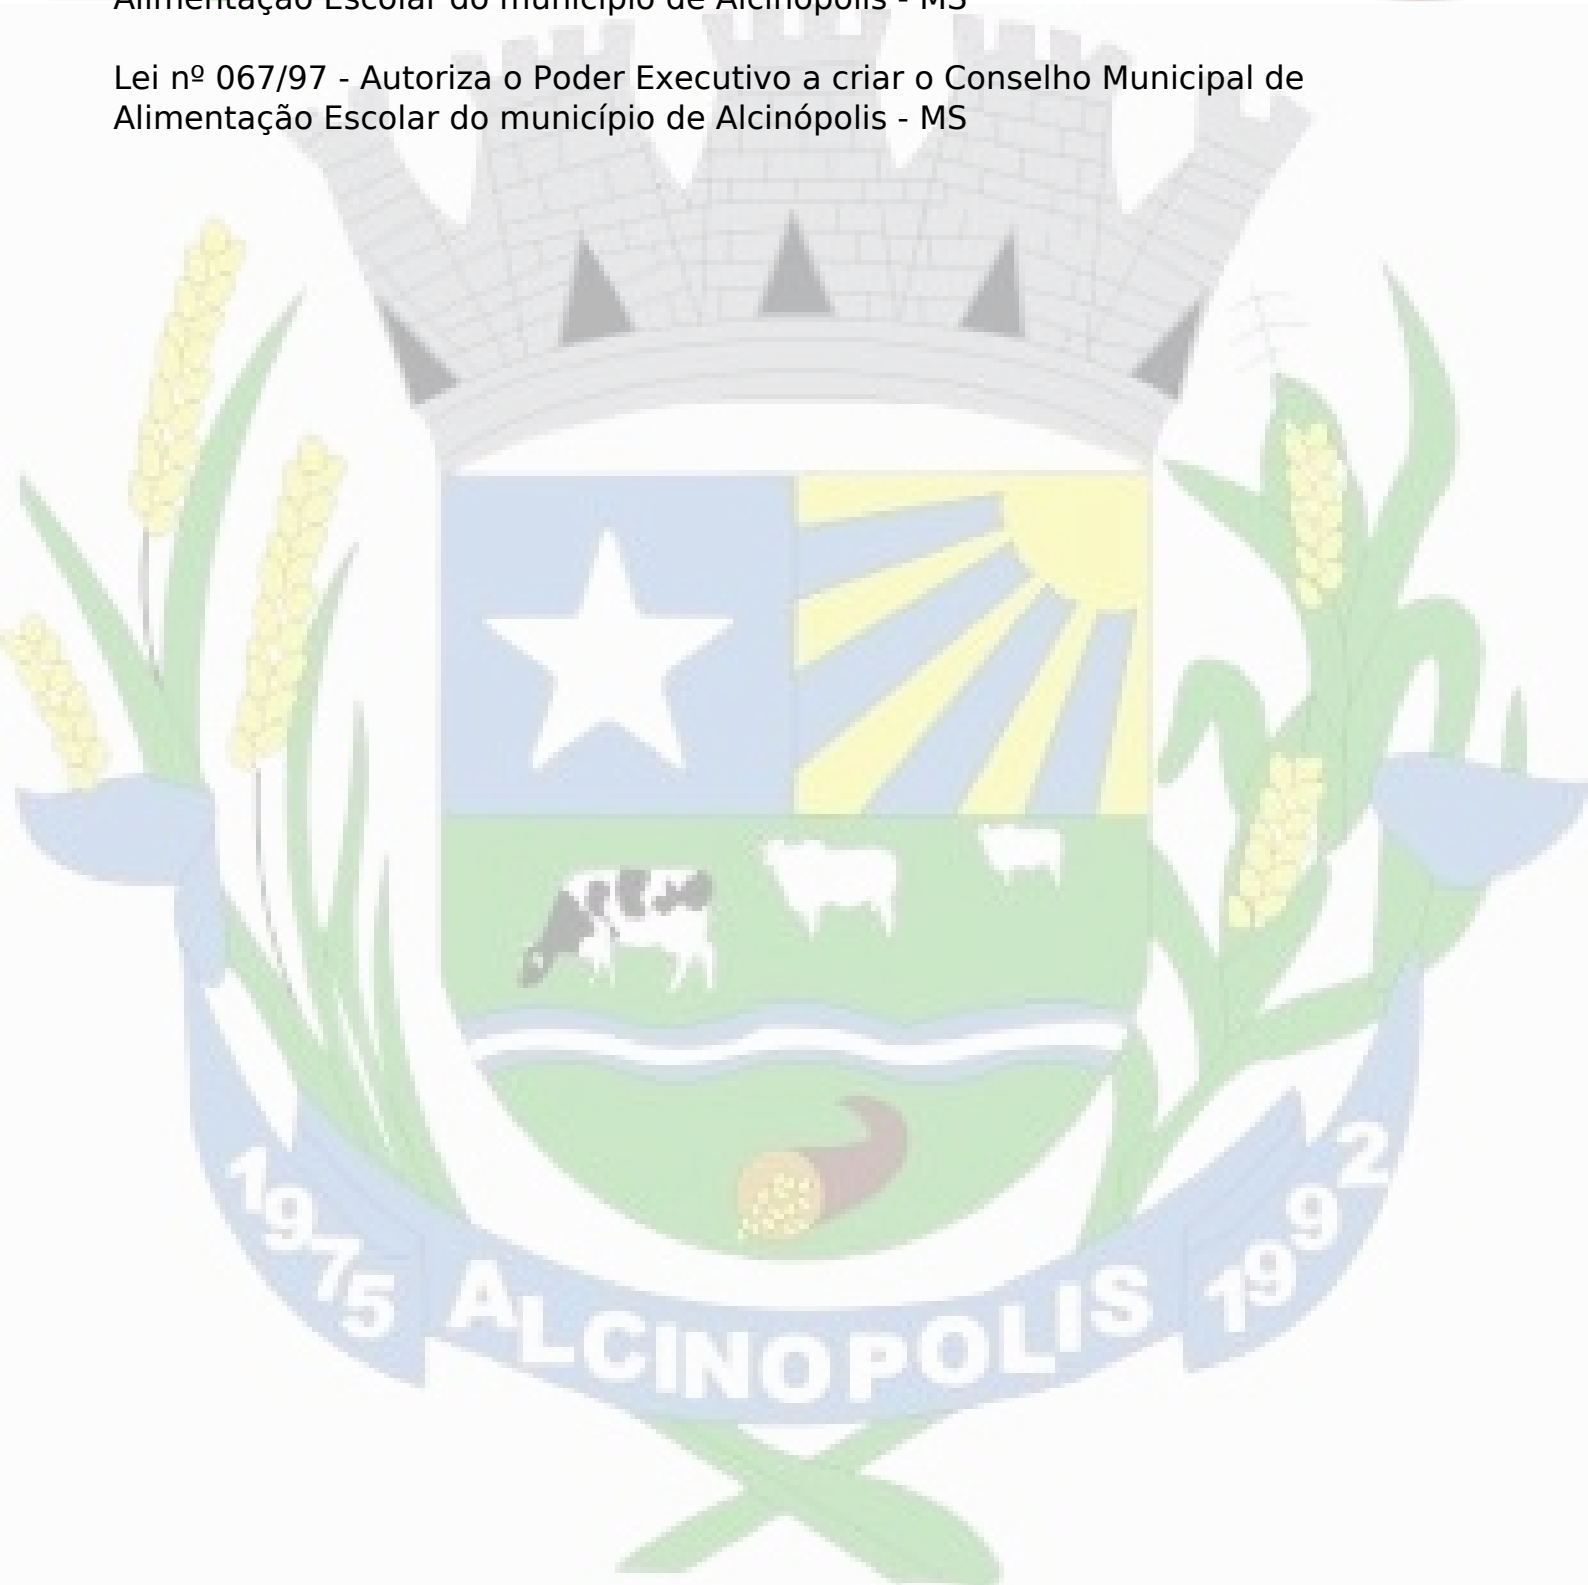 Alimentação Escolar do município de Alcinópolis - MS
Lei nº 067/97 - Autoriza o Poder Executivo a criar o Conselho Municipal de
Alimentação Escolar do município de Alcinópolis - MS
1975 ALCINOPOLIS 1992